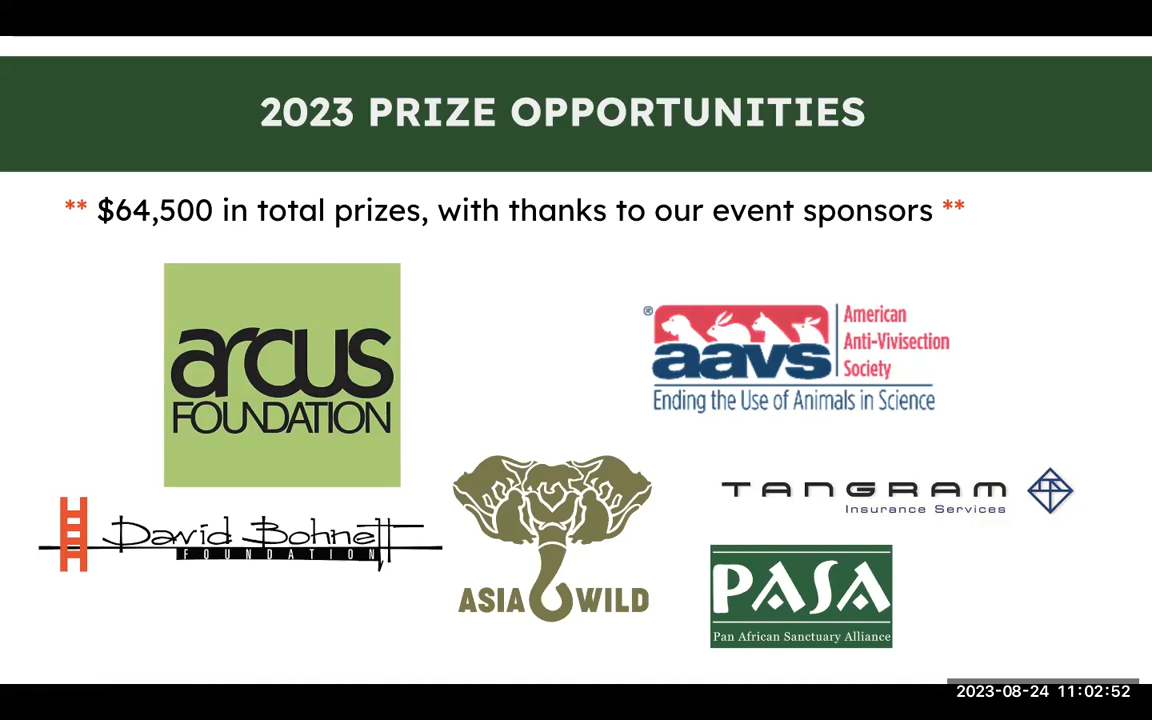 2023 PRIZE OPPORTUNITIES
** $64,500 in total prizes, with thanks to our event sponsors **
arcus
FOUNDATION
®
aavs
American
Anti-Vivisection
Society
Ending the Use of Animals in Science
David Bohnett
FOUNDATION
ASIA WILD
TANGRAM
Insurance Services
PASA
Pan African Sanctuary Alliance
2023-08-24 11:02:52